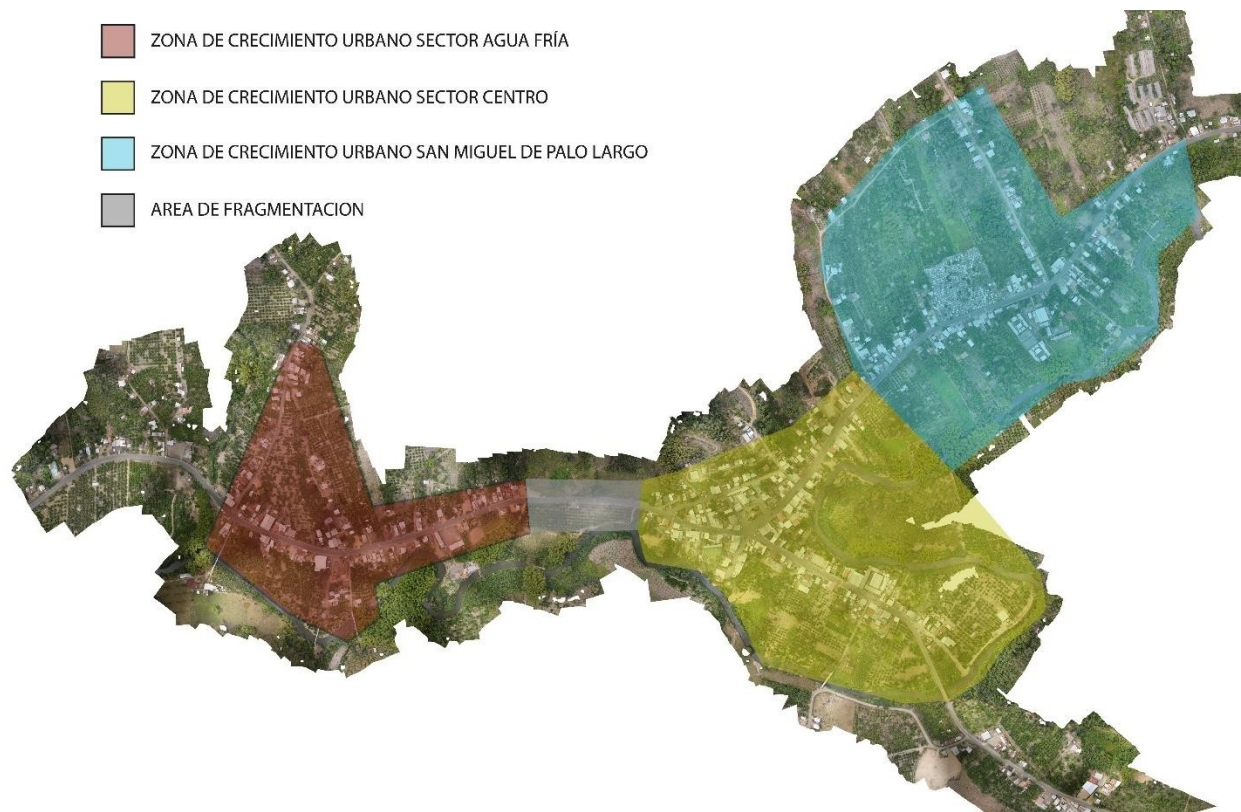 ZONA DE CRECIMIENTO URBANO SECTOR AGUA FRÍA
ZONA DE CRECIMIENTO URBANO SECTOR CENTRO
ZONA DE CRECIMIENTO URBANO SAN MIGUEL DE PALO LARGO
AREA DE FRAGMENTACION